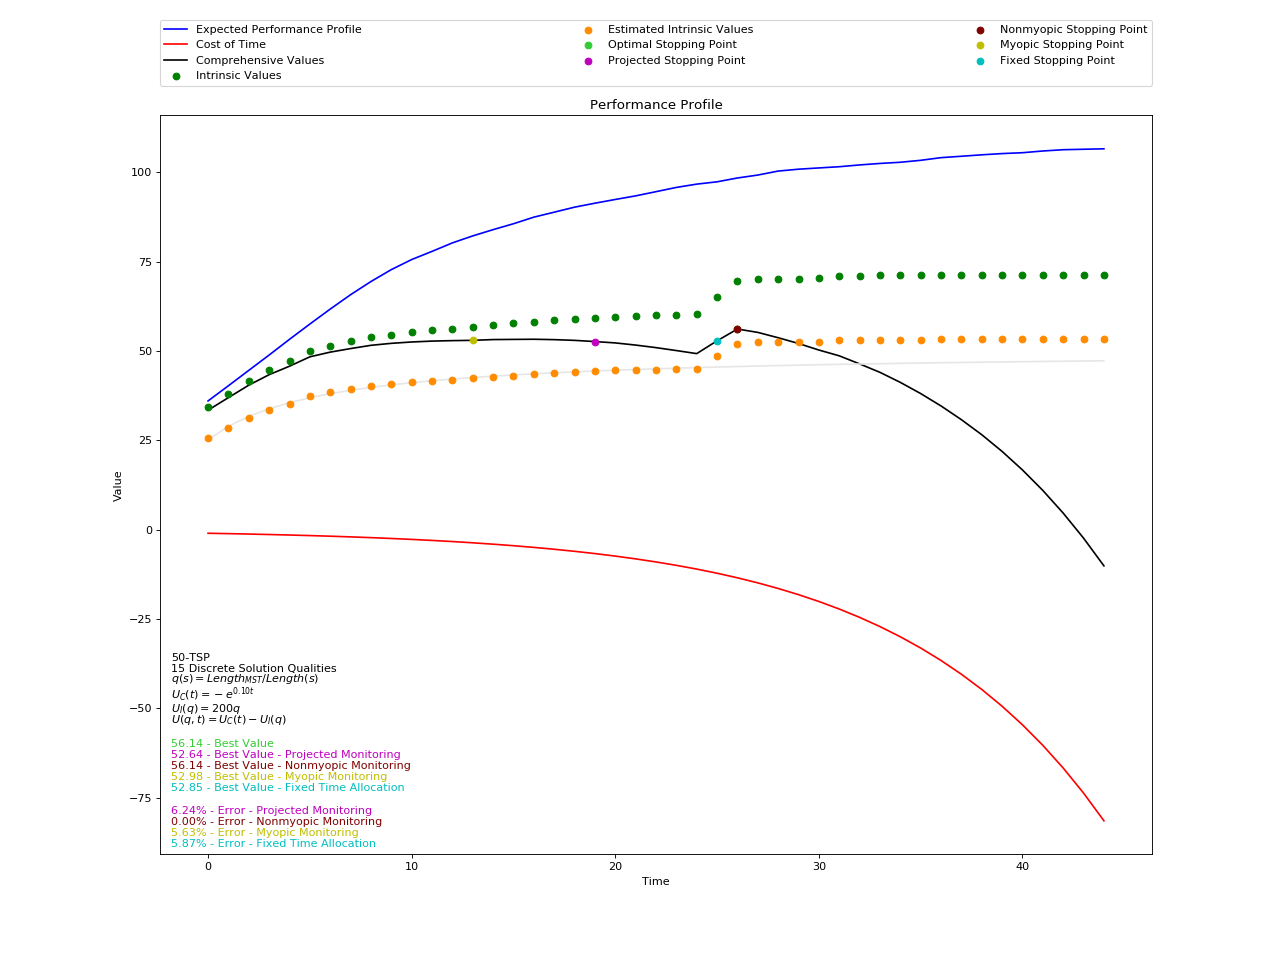 Expected Performance Profile
Cost of Time
Comprehensive Values
Intrinsic Values
Estimated Intrinsic Values
Optimal Stopping Point
Projected Stopping Point
Nonmyopic Stopping Point
Myopic Stopping Point
Fixed Stopping Point
Performance Profile
100
75
50
25
0
−25
−50
−75
Value
50-TSP
15 Discrete Solution Qualities
q(s) = Length_MST/Length(s)
U_C(t) = −e^{0.10t}
U_I(q) = 200q
U(q, t) = U_C(t) − U_I(q)
56.14 - Best Value
52.64 - Best Value - Projected Monitoring
56.14 - Best Value - Nonmyopic Monitoring
52.98 - Best Value - Myopic Monitoring
52.85 - Best Value - Fixed Time Allocation
6.24% - Error - Projected Monitoring
0.00% - Error - Nonmyopic Monitoring
5.63% - Error - Myopic Monitoring
5.87% - Error - Fixed Time Allocation
0 10 20 30 40
Time